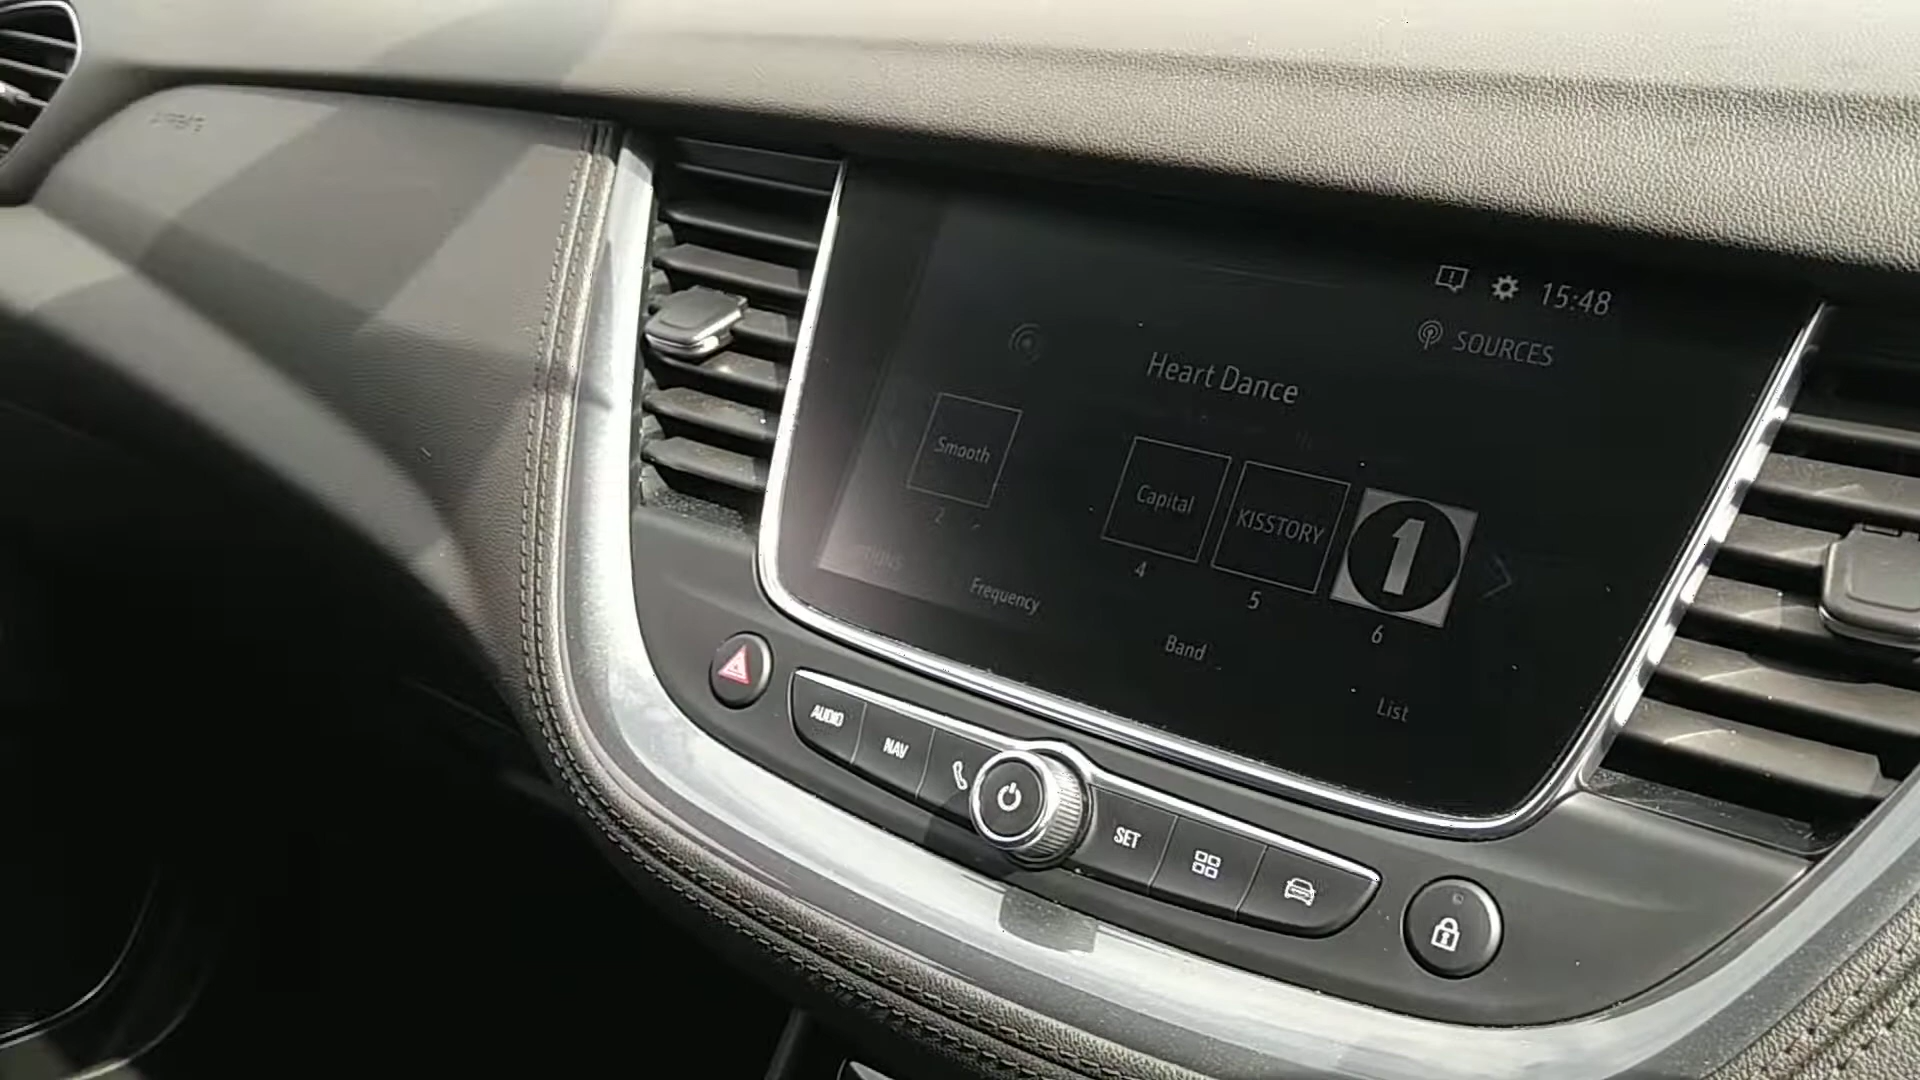 AIRBAG
15:48
SOURCES
Heart Dance
Smooth
Capital
KISSTORY
1
2
4
5
6
Frequency
Band
List
AUDIO
NAV
SET